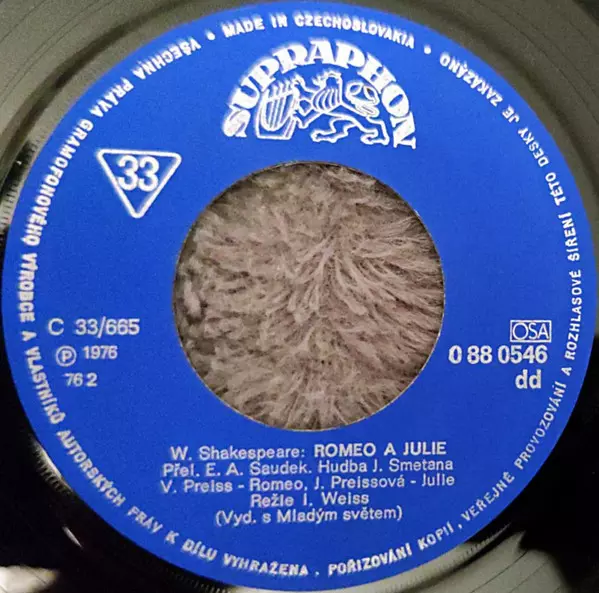 VŠECHNA PRÁVA GRAMOFONOVÉHO VÝROBCE A VLASTNÍKŮ AUTORSKÝCH PRÁV K DÍLU VYHRAŽENA . POŘIZOVÁNÍ KOPIÍ, VEŘEJNÉ PROVOZOVÁNÍ A ROZHLASOVÉ ŠÍŘENÍ TÉTO DESKY JE ZAKÁZÁNO
• MADE IN CZECHOSLOVAKIA •
SUPRAPHON
33
C 33/665
Ⓟ 1976
76 2
OSA
0 88 0546
dd
W. Shakespeare: ROMEO A JULIE
Přel. E. A. Saudek. Hudba J. Smetana
V. Preiss - Romeo, J. Preissová - Julie
Režie I. Weiss
(Vyd. s Mladým světem)